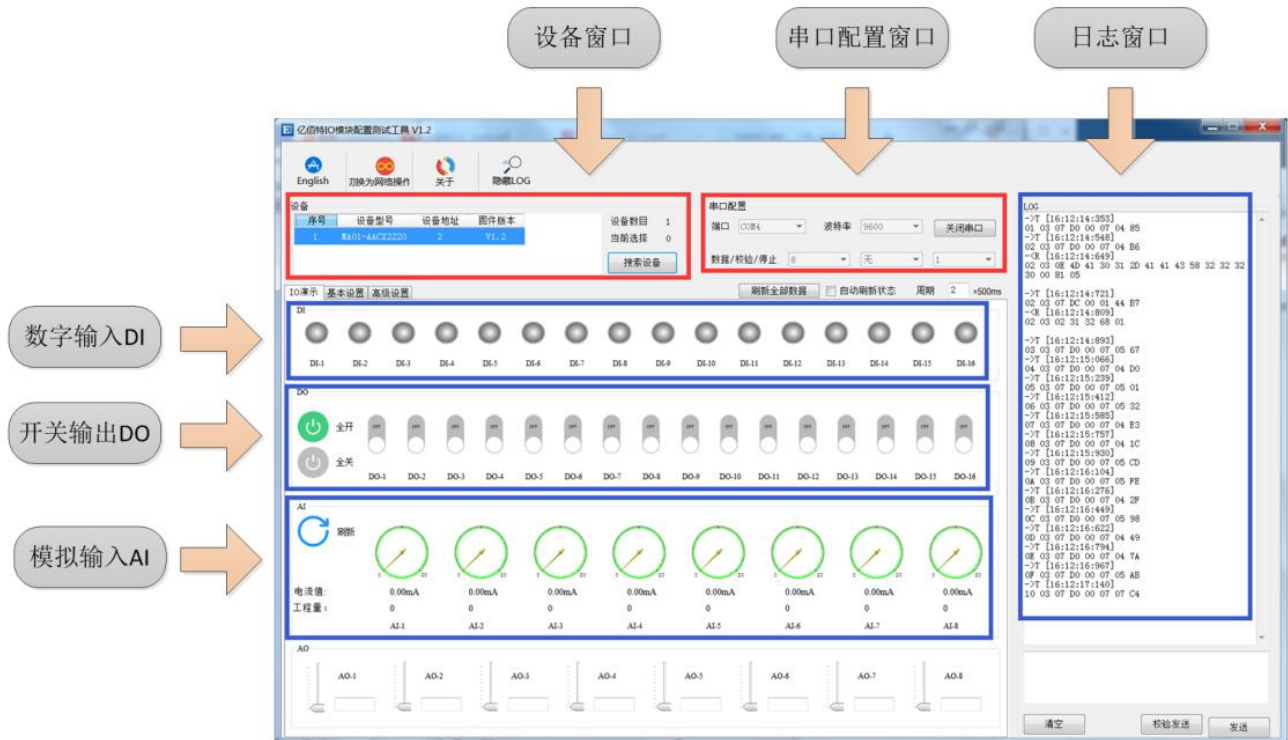 设备窗口
串口配置窗口
日志窗口
数字输入DI
开关输出DO
模拟输入AI
亿佰特IO模块配置测试工具 V1.2
English
切换为网络操作
关于
隐藏LOG
设备
序号 设备型号 设备地址 固件版本
1 MA01-AACX2220 2 V1.2
设备数目 1
当前选择 0
搜索设备
串口配置
端口 COM4 波特率 9600 关闭串口
数据/校验/停止 8 无 1
IO演示 基本设置 高级设置
刷新全部数据 自动刷新状态 周期 2 ×500ms
DI
DI-1 DI-2 DI-3 DI-4 DI-5 DI-6 DI-7 DI-8 DI-9 DI-10 DI-11 DI-12 DI-13 DI-14 DI-15 DI-16
DO
全开
OFF OFF OFF OFF OFF OFF OFF OFF OFF OFF OFF OFF OFF OFF OFF OFF
全关
DO-1 DO-2 DO-3 DO-4 DO-5 DO-6 DO-7 DO-8 DO-9 DO-10 DO-11 DO-12 DO-13 DO-14 DO-15 DO-16
AI
刷新
电流值: 0.00mA 0.00mA 0.00mA 0.00mA 0.00mA 0.00mA 0.00mA 0.00mA
工程量: 0 0 0 0 0 0 0 0
AI-1 AI-2 AI-3 AI-4 AI-5 AI-6 AI-7 AI-8
AO
AO-1 AO-2 AO-3 AO-4 AO-5 AO-6 AO-7 AO-8
LOG
->T [16:12:14:353]
01 03 07 D0 00 07 04 85
->T [16:12:14:548]
02 03 07 D0 00 07 04 B6
-<R [16:12:14:649]
02 03 0E 4D 41 30 31 2D 41 41 43 58 32 32 32
30 00 81 05
->T [16:12:14:721]
02 03 07 DC 00 01 44 B7
-<R [16:12:14:809]
02 03 02 31 32 68 01
->T [16:12:14:893]
03 03 07 D0 00 07 05 67
->T [16:12:15:066]
04 03 07 D0 00 07 04 D0
->T [16:12:15:239]
05 03 07 D0 00 07 05 01
->T [16:12:15:412]
06 03 07 D0 00 07 05 32
->T [16:12:15:585]
07 03 07 D0 00 07 04 E3
->T [16:12:15:757]
08 03 07 D0 00 07 04 1C
->T [16:12:15:930]
09 03 07 D0 00 07 05 CD
->T [16:12:16:104]
0A 03 07 D0 00 07 05 FE
->T [16:12:16:276]
0B 03 07 D0 00 07 04 2F
->T [16:12:16:449]
0C 03 07 D0 00 07 05 98
->T [16:12:16:622]
0D 03 07 D0 00 07 04 49
->T [16:12:16:794]
0E 03 07 D0 00 07 04 7A
->T [16:12:16:967]
0F 03 07 D0 00 07 05 AB
->T [16:12:17:140]
10 03 07 D0 00 07 07 C4
清空 校验发送 发送